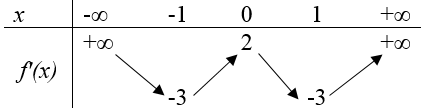 x -∞ -1 0 1 +∞
+∞ 2 +∞
f'(x)
-3 -3